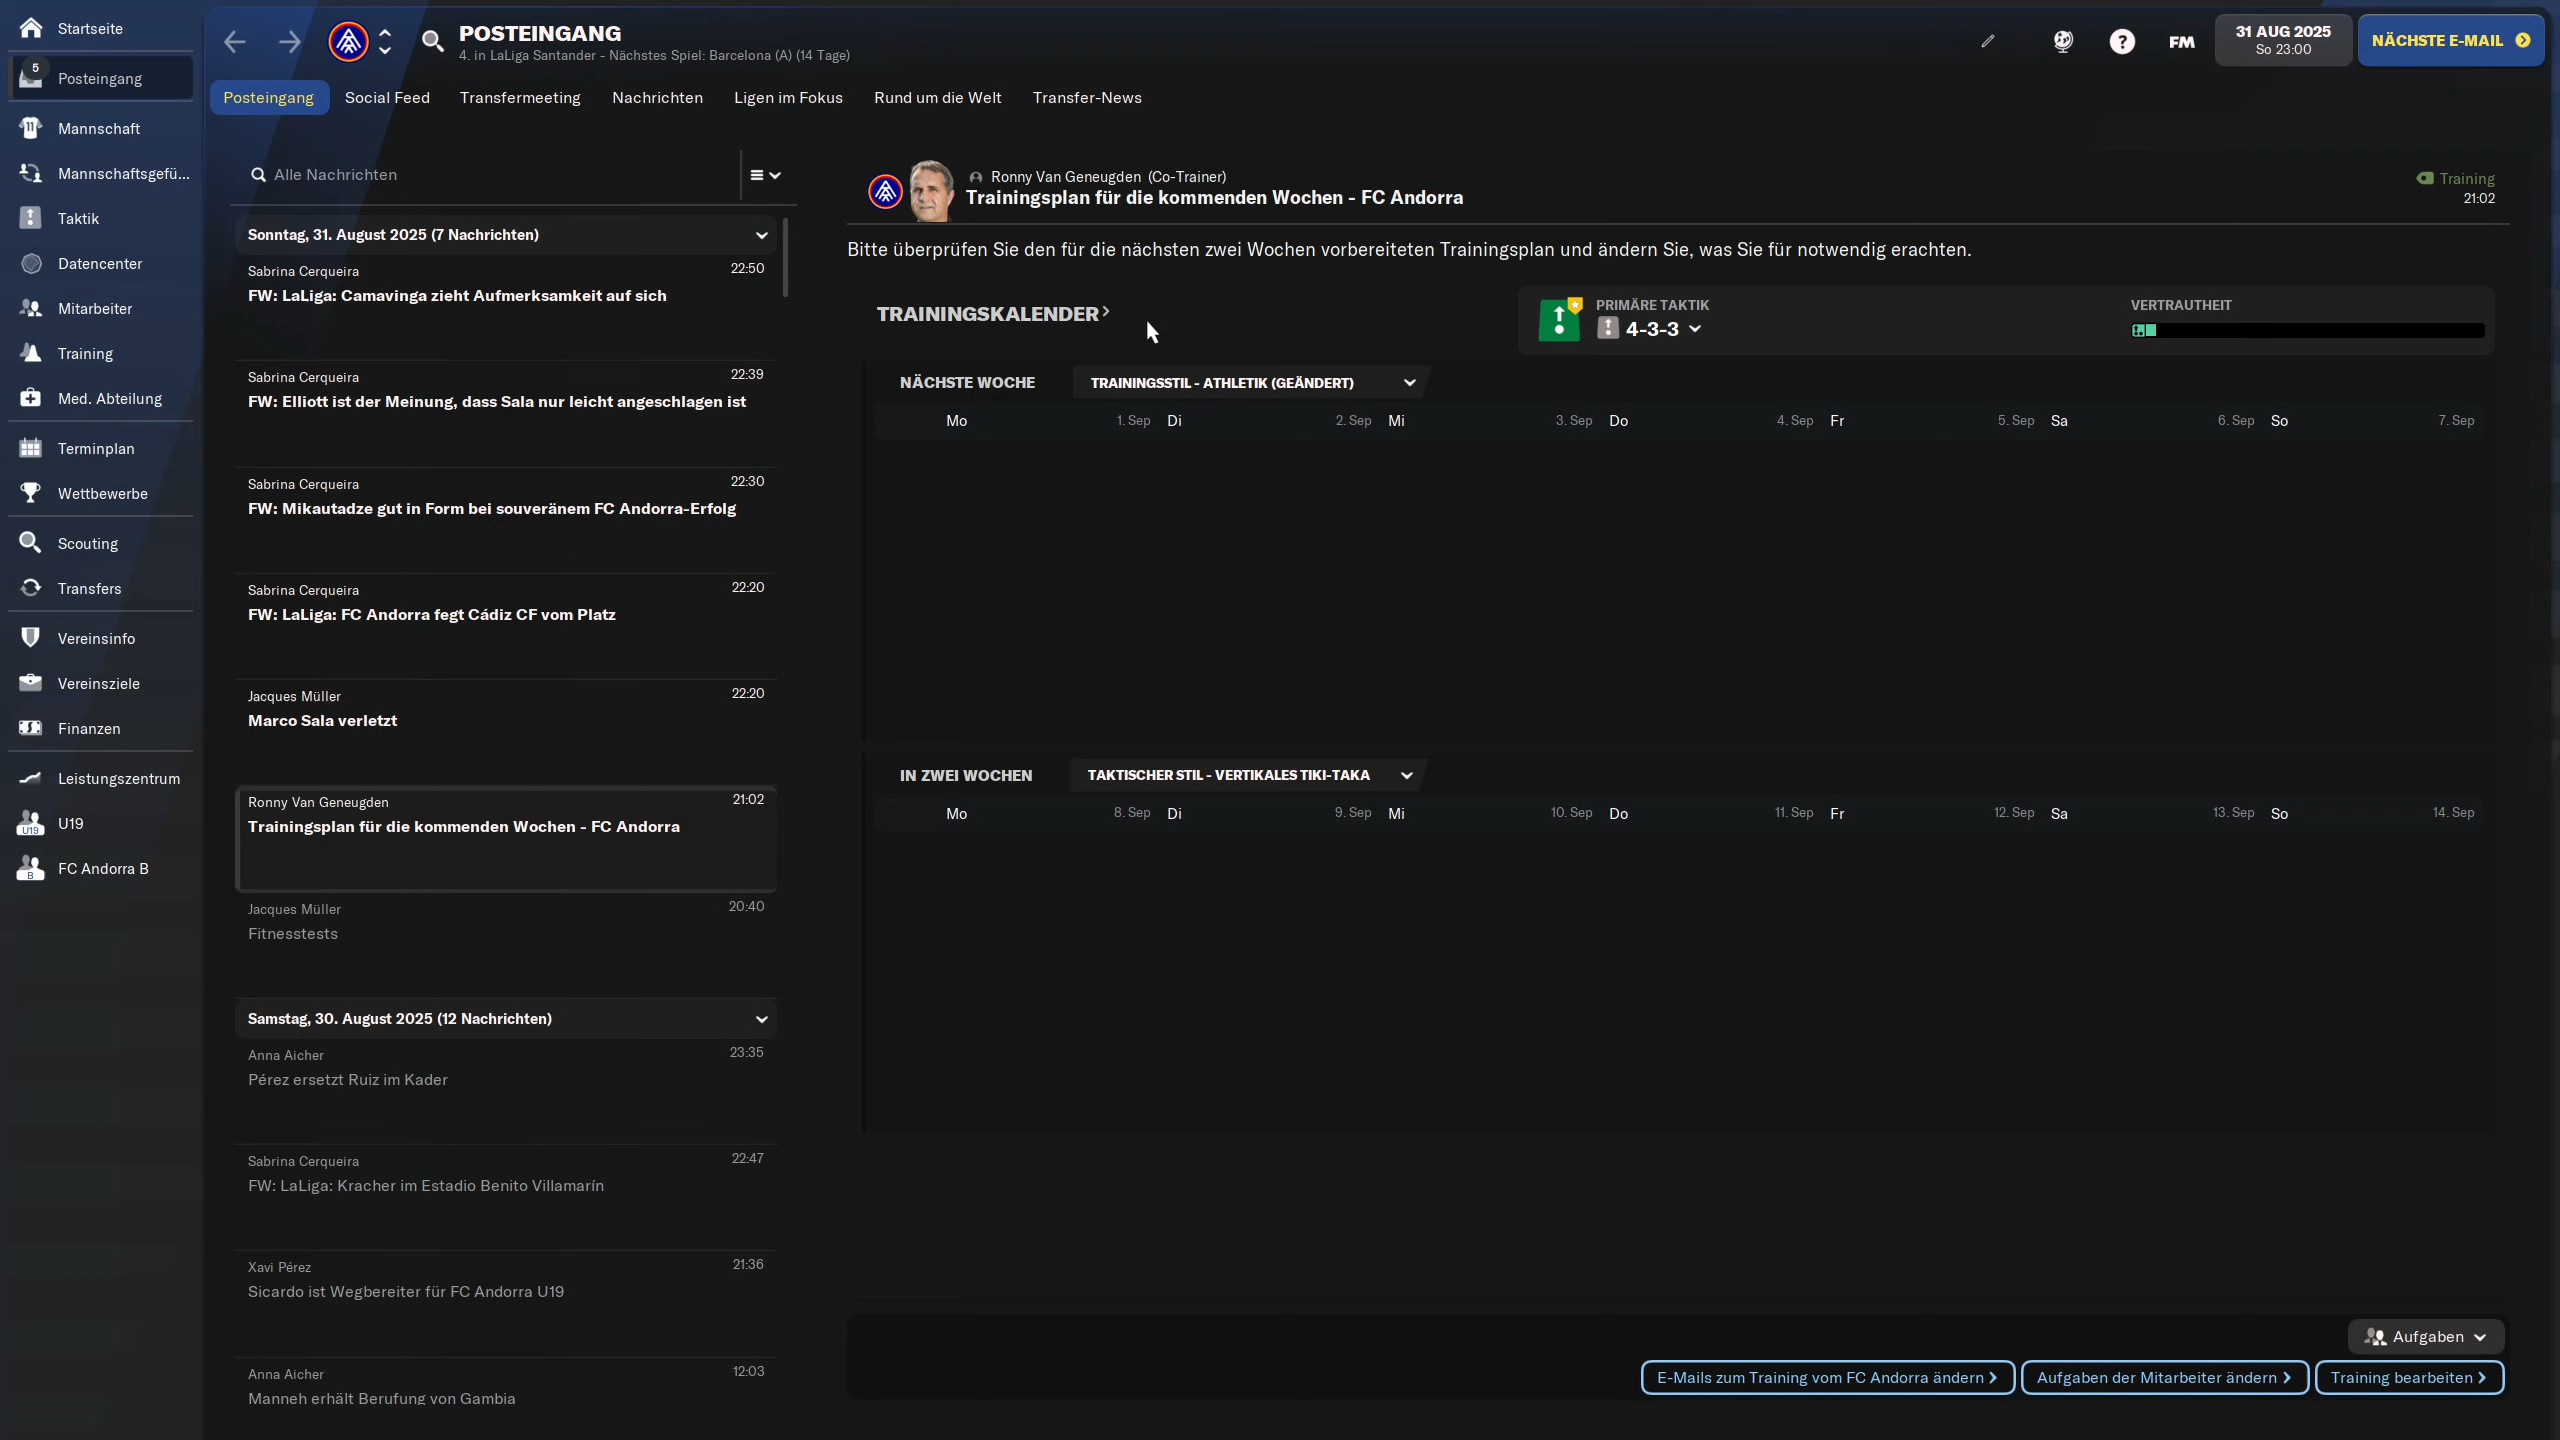 Startseite
5
Posteingang
Mannschaft
Mannschaftsgefü...
Taktik
Datencenter
Mitarbeiter
Training
Med. Abteilung
Terminplan
Wettbewerbe
Scouting
Transfers
Vereinsinfo
Vereinsziele
Finanzen
Leistungszentrum
U19
U19
B
FC Andorra B
POSTEINGANG
4. in LaLiga Santander - Nächstes Spiel: Barcelona (A) (14 Tage)
FM
31 AUG 2025
So 23:00
NÄCHSTE E-MAIL
Posteingang
Social Feed
Transfermeeting
Nachrichten
Ligen im Fokus
Rund um die Welt
Transfer-News
Alle Nachrichten
Sonntag, 31. August 2025 (7 Nachrichten)
Sabrina Cerqueira 22:50
FW: LaLiga: Camavinga zieht Aufmerksamkeit auf sich
Sabrina Cerqueira 22:39
FW: Elliott ist der Meinung, dass Sala nur leicht angeschlagen ist
Sabrina Cerqueira 22:30
FW: Mikautadze gut in Form bei souveränem FC Andorra-Erfolg
Sabrina Cerqueira 22:20
FW: LaLiga: FC Andorra fegt Cádiz CF vom Platz
Jacques Müller 22:20
Marco Sala verletzt
Ronny Van Geneugden 21:02
Trainingsplan für die kommenden Wochen - FC Andorra
Jacques Müller 20:40
Fitnesstests
Samstag, 30. August 2025 (12 Nachrichten)
Anna Aicher 23:35
Pérez ersetzt Ruiz im Kader
Sabrina Cerqueira 22:47
FW: LaLiga: Kracher im Estadio Benito Villamarín
Xavi Pérez 21:36
Sicardo ist Wegbereiter für FC Andorra U19
Anna Aicher 12:03
Manneh erhält Berufung von Gambia
Ronny Van Geneugden (Co-Trainer)
Trainingsplan für die kommenden Wochen - FC Andorra
Training
21:02
Bitte überprüfen Sie den für die nächsten zwei Wochen vorbereiteten Trainingsplan und ändern Sie, was Sie für notwendig erachten.
TRAININGSKALENDER
PRIMÄRE TAKTIK
4-3-3
VERTRAUTHEIT
NÄCHSTE WOCHE
TRAININGSSTIL - ATHLETIK (GEÄNDERT)
Mo 1. Sep Di 2. Sep Mi 3. Sep Do 4. Sep Fr 5. Sep Sa 6. Sep So 7. Sep
IN ZWEI WOCHEN
TAKTISCHER STIL - VERTIKALES TIKI-TAKA
Mo 8. Sep Di 9. Sep Mi 10. Sep Do 11. Sep Fr 12. Sep Sa 13. Sep So 14. Sep
Aufgaben
E-Mails zum Training vom FC Andorra ändern
Aufgaben der Mitarbeiter ändern
Training bearbeiten